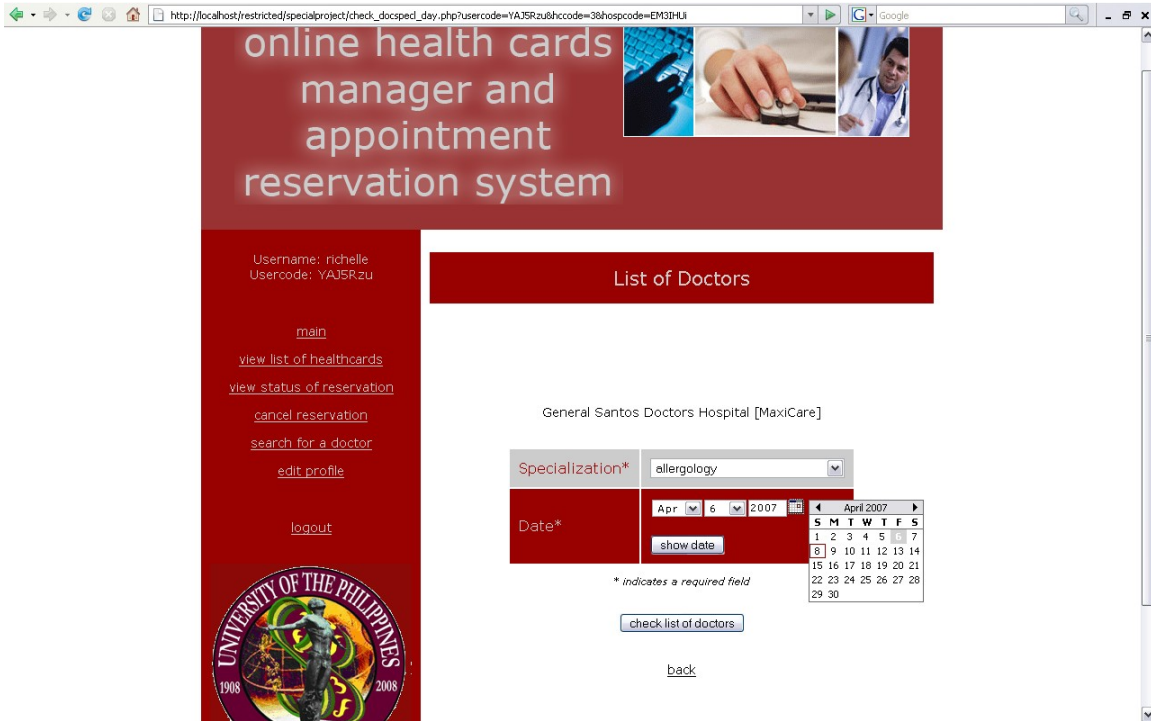 http://localhost/restricted/specialproject/check_docspecl_day.php?usercode=YAJ5Rzu&hccode=3&hospcode=EM3IHUi
Google
online health cards
manager and
appointment
reservation system
Username: richelle
Usercode: YAJ5Rzu
main
view list of healthcards
view status of reservation
cancel reservation
search for a doctor
edit profile
logout
UNIVERSITY OF THE PHILIPPINES
1908 2008
List of Doctors
General Santos Doctors Hospital [MaxiCare]
Specialization* allergology
Date* Apr 6 2007
show date
April 2007
S M T W T F S
1 2 3 4 5 6 7
8 9 10 11 12 13 14
15 16 17 18 19 20 21
22 23 24 25 26 27 28
29 30
* indicates a required field
check list of doctors
back